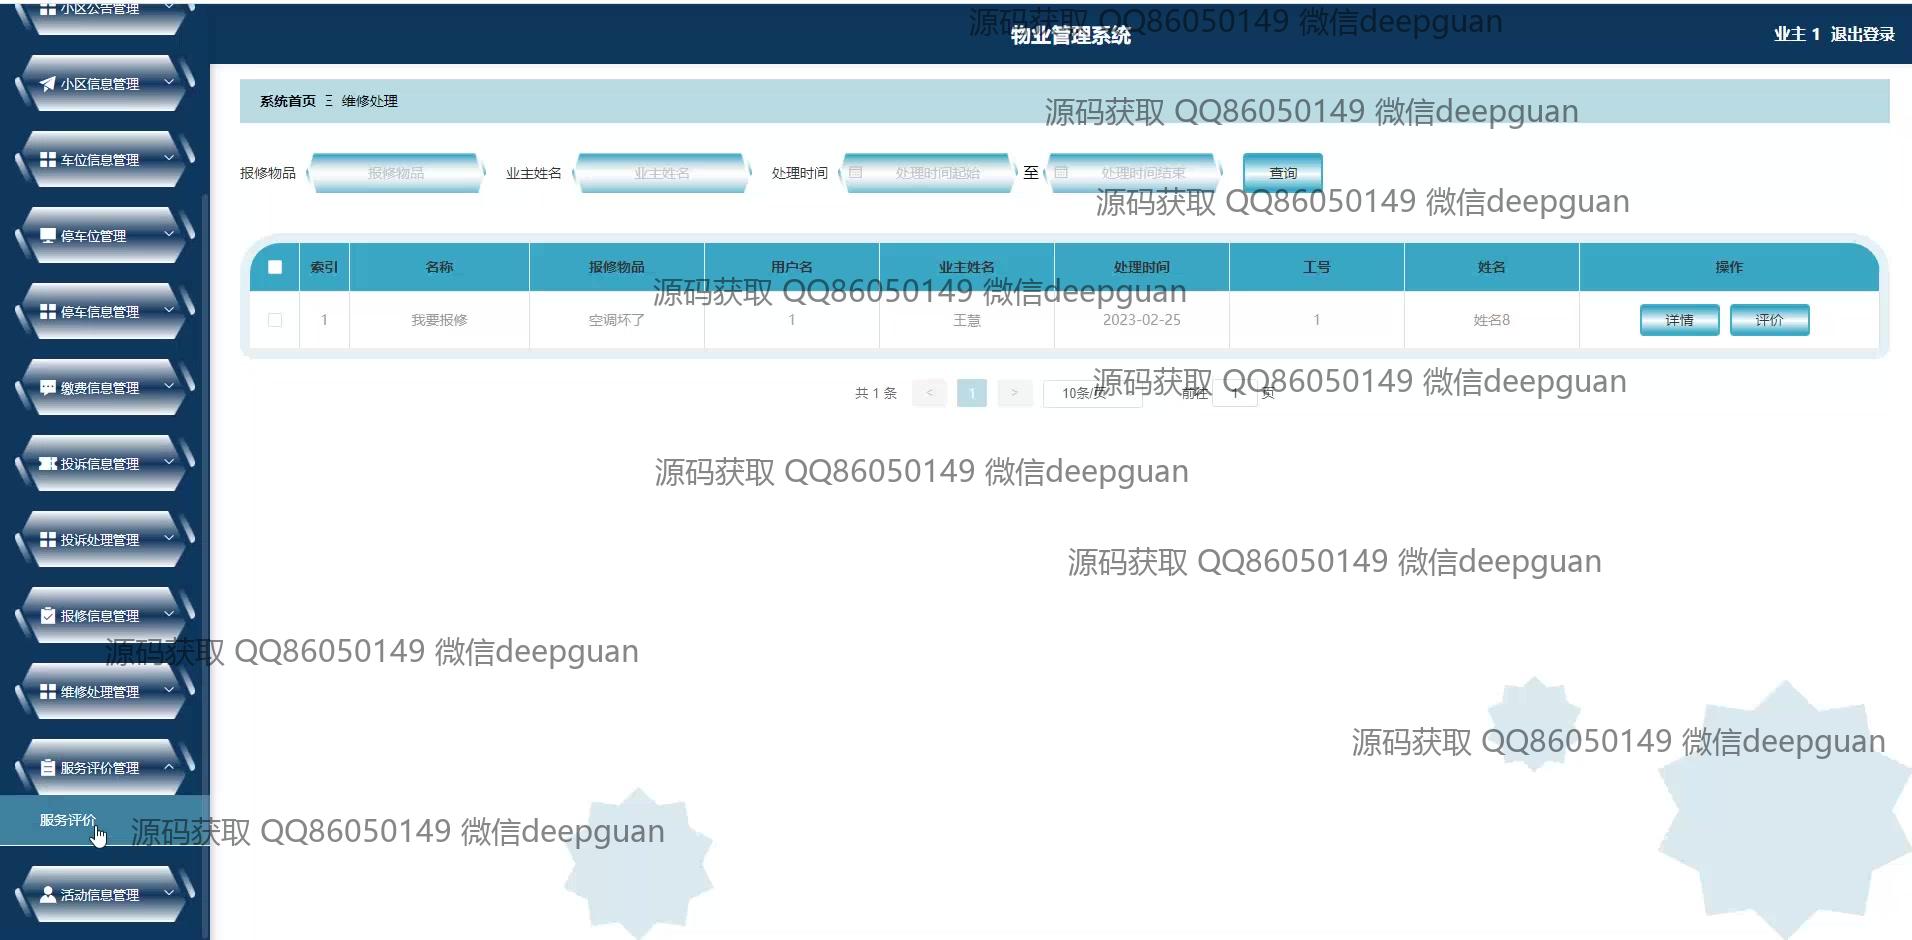 小区公告管理
源码获取 QQ86050149 微信deepguan
物业管理系统
业主 1 退出登录
小区信息管理
系统首页 Ξ 维修处理
源码获取 QQ86050149 微信deepguan
车位信息管理
报修物品 报修物品 业主姓名 业主姓名 处理时间 处理时间起始 至 处理时间结束 查询
源码获取 QQ86050149 微信deepguan
停车位管理
索引 名称 报修物品 用户名 业主姓名 处理时间 工号 姓名 操作
源码获取 QQ86050149 微信deepguan
停车信息管理
1 我要报修 空调坏了 1 王慧 2023-02-25 1 姓名8 详情 评价
缴费信息管理
源码获取 QQ86050149 微信deepguan
共 1 条 < 1 > 10条/页 前往 1 页
投诉信息管理
源码获取 QQ86050149 微信deepguan
投诉处理管理
源码获取 QQ86050149 微信deepguan
报修信息管理
源码获取 QQ86050149 微信deepguan
维修处理管理
源码获取 QQ86050149 微信deepguan
服务评价管理
服务评价
源码获取 QQ86050149 微信deepguan
活动信息管理